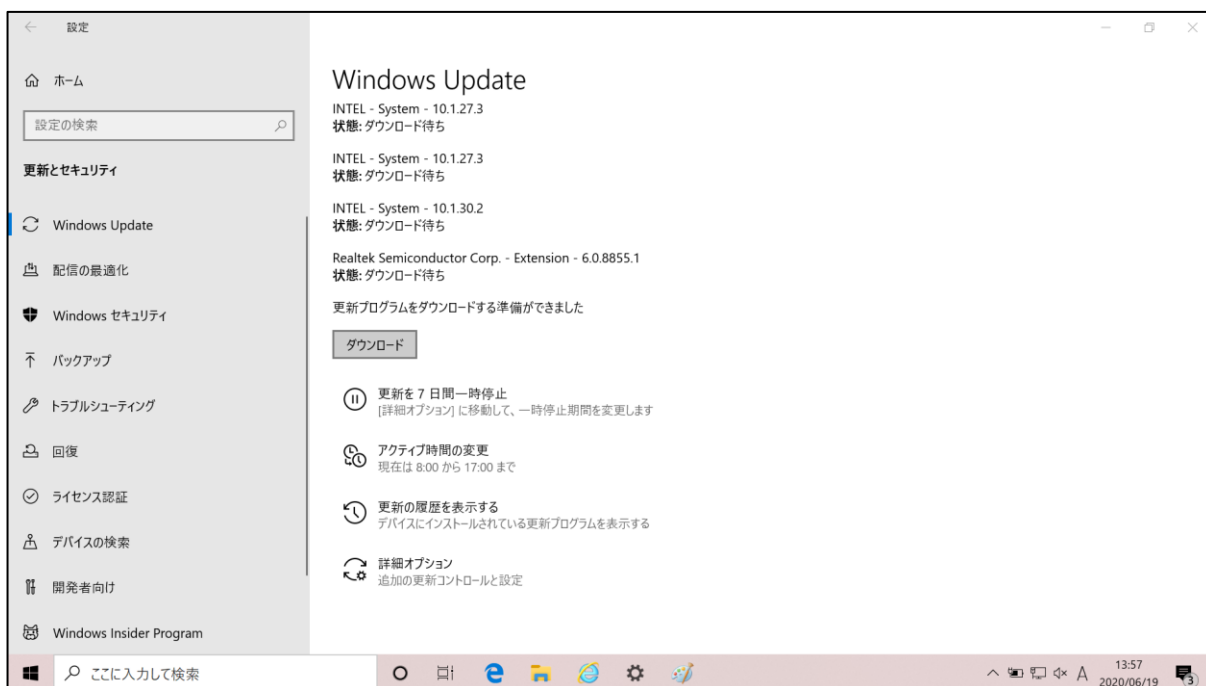 設定
ホーム
設定の検索
更新とセキュリティ
Windows Update
配信の最適化
Windows セキュリティ
バックアップ
トラブルシューティング
回復
ライセンス認証
デバイスの検索
開発者向け
Windows Insider Program
Windows Update
INTEL - System - 10.1.27.3
状態: ダウンロード待ち
INTEL - System - 10.1.27.3
状態: ダウンロード待ち
INTEL - System - 10.1.30.2
状態: ダウンロード待ち
Realtek Semiconductor Corp. - Extension - 6.0.8855.1
状態: ダウンロード待ち
更新プログラムをダウンロードする準備ができました
ダウンロード
更新を 7 日間一時停止
[詳細オプション] に移動して、一時停止期間を変更します
アクティブ時間の変更
現在は 8:00 から 17:00 まで
更新の履歴を表示する
デバイスにインストールされている更新プログラムを表示する
詳細オプション
追加の更新コントロールと設定
ここに入力して検索
A
13:57
2020/06/19
3